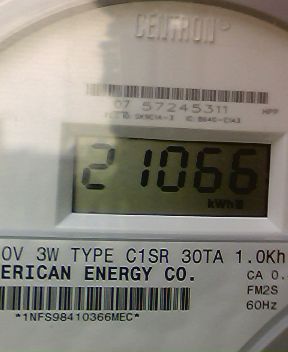 CENTRON®
07 57245311 HPP
21066
kWh
0V 3W TYPE C1SR 30TA 1.0Kh
ERICAN ENERGY CO.
CA 0.
FM2S
60Hz
*1NFS98410366MEC*